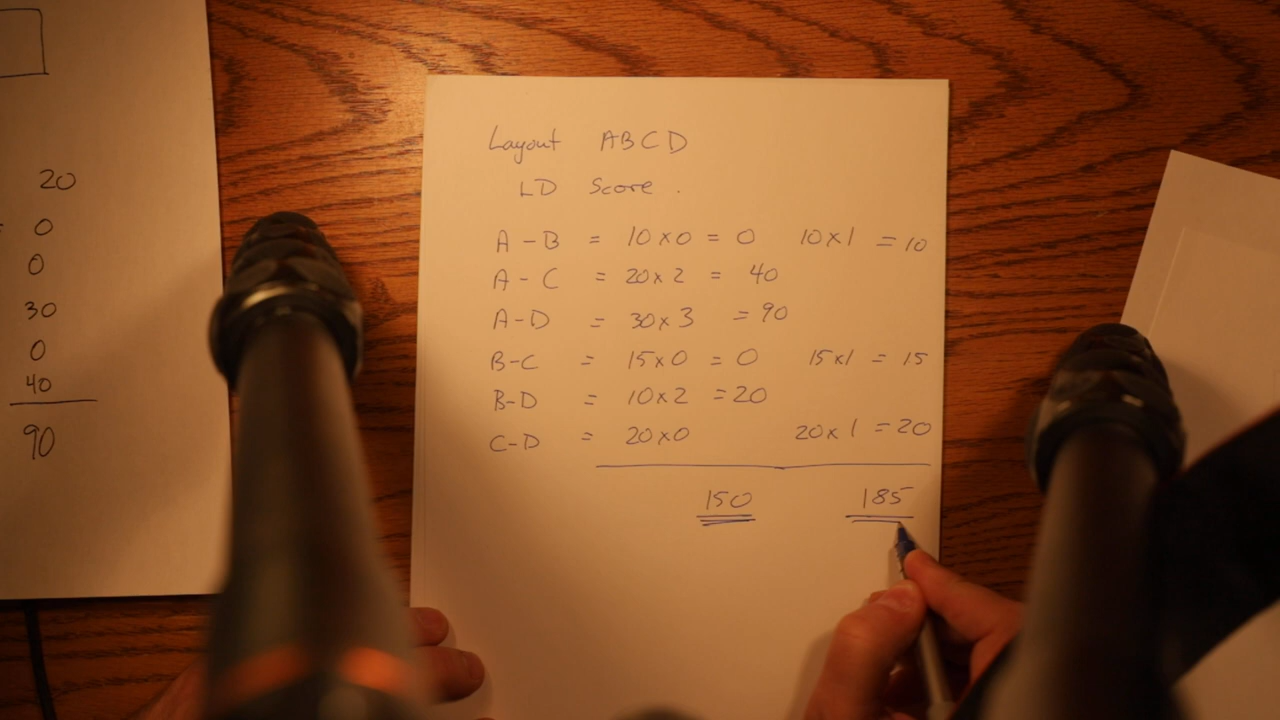 20
0
0
30
0
40
90
Layout ABCD
LD Score .
A - B = 10 x 0 = 0 10 x 1 = 10
A - C = 20 x 2 = 40
A - D = 30 x 3 = 90
B - C = 15 x 0 = 0 15 x 1 = 15
B - D = 10 x 2 = 20
C - D = 20 x 0 20 x 1 = 20
150 185